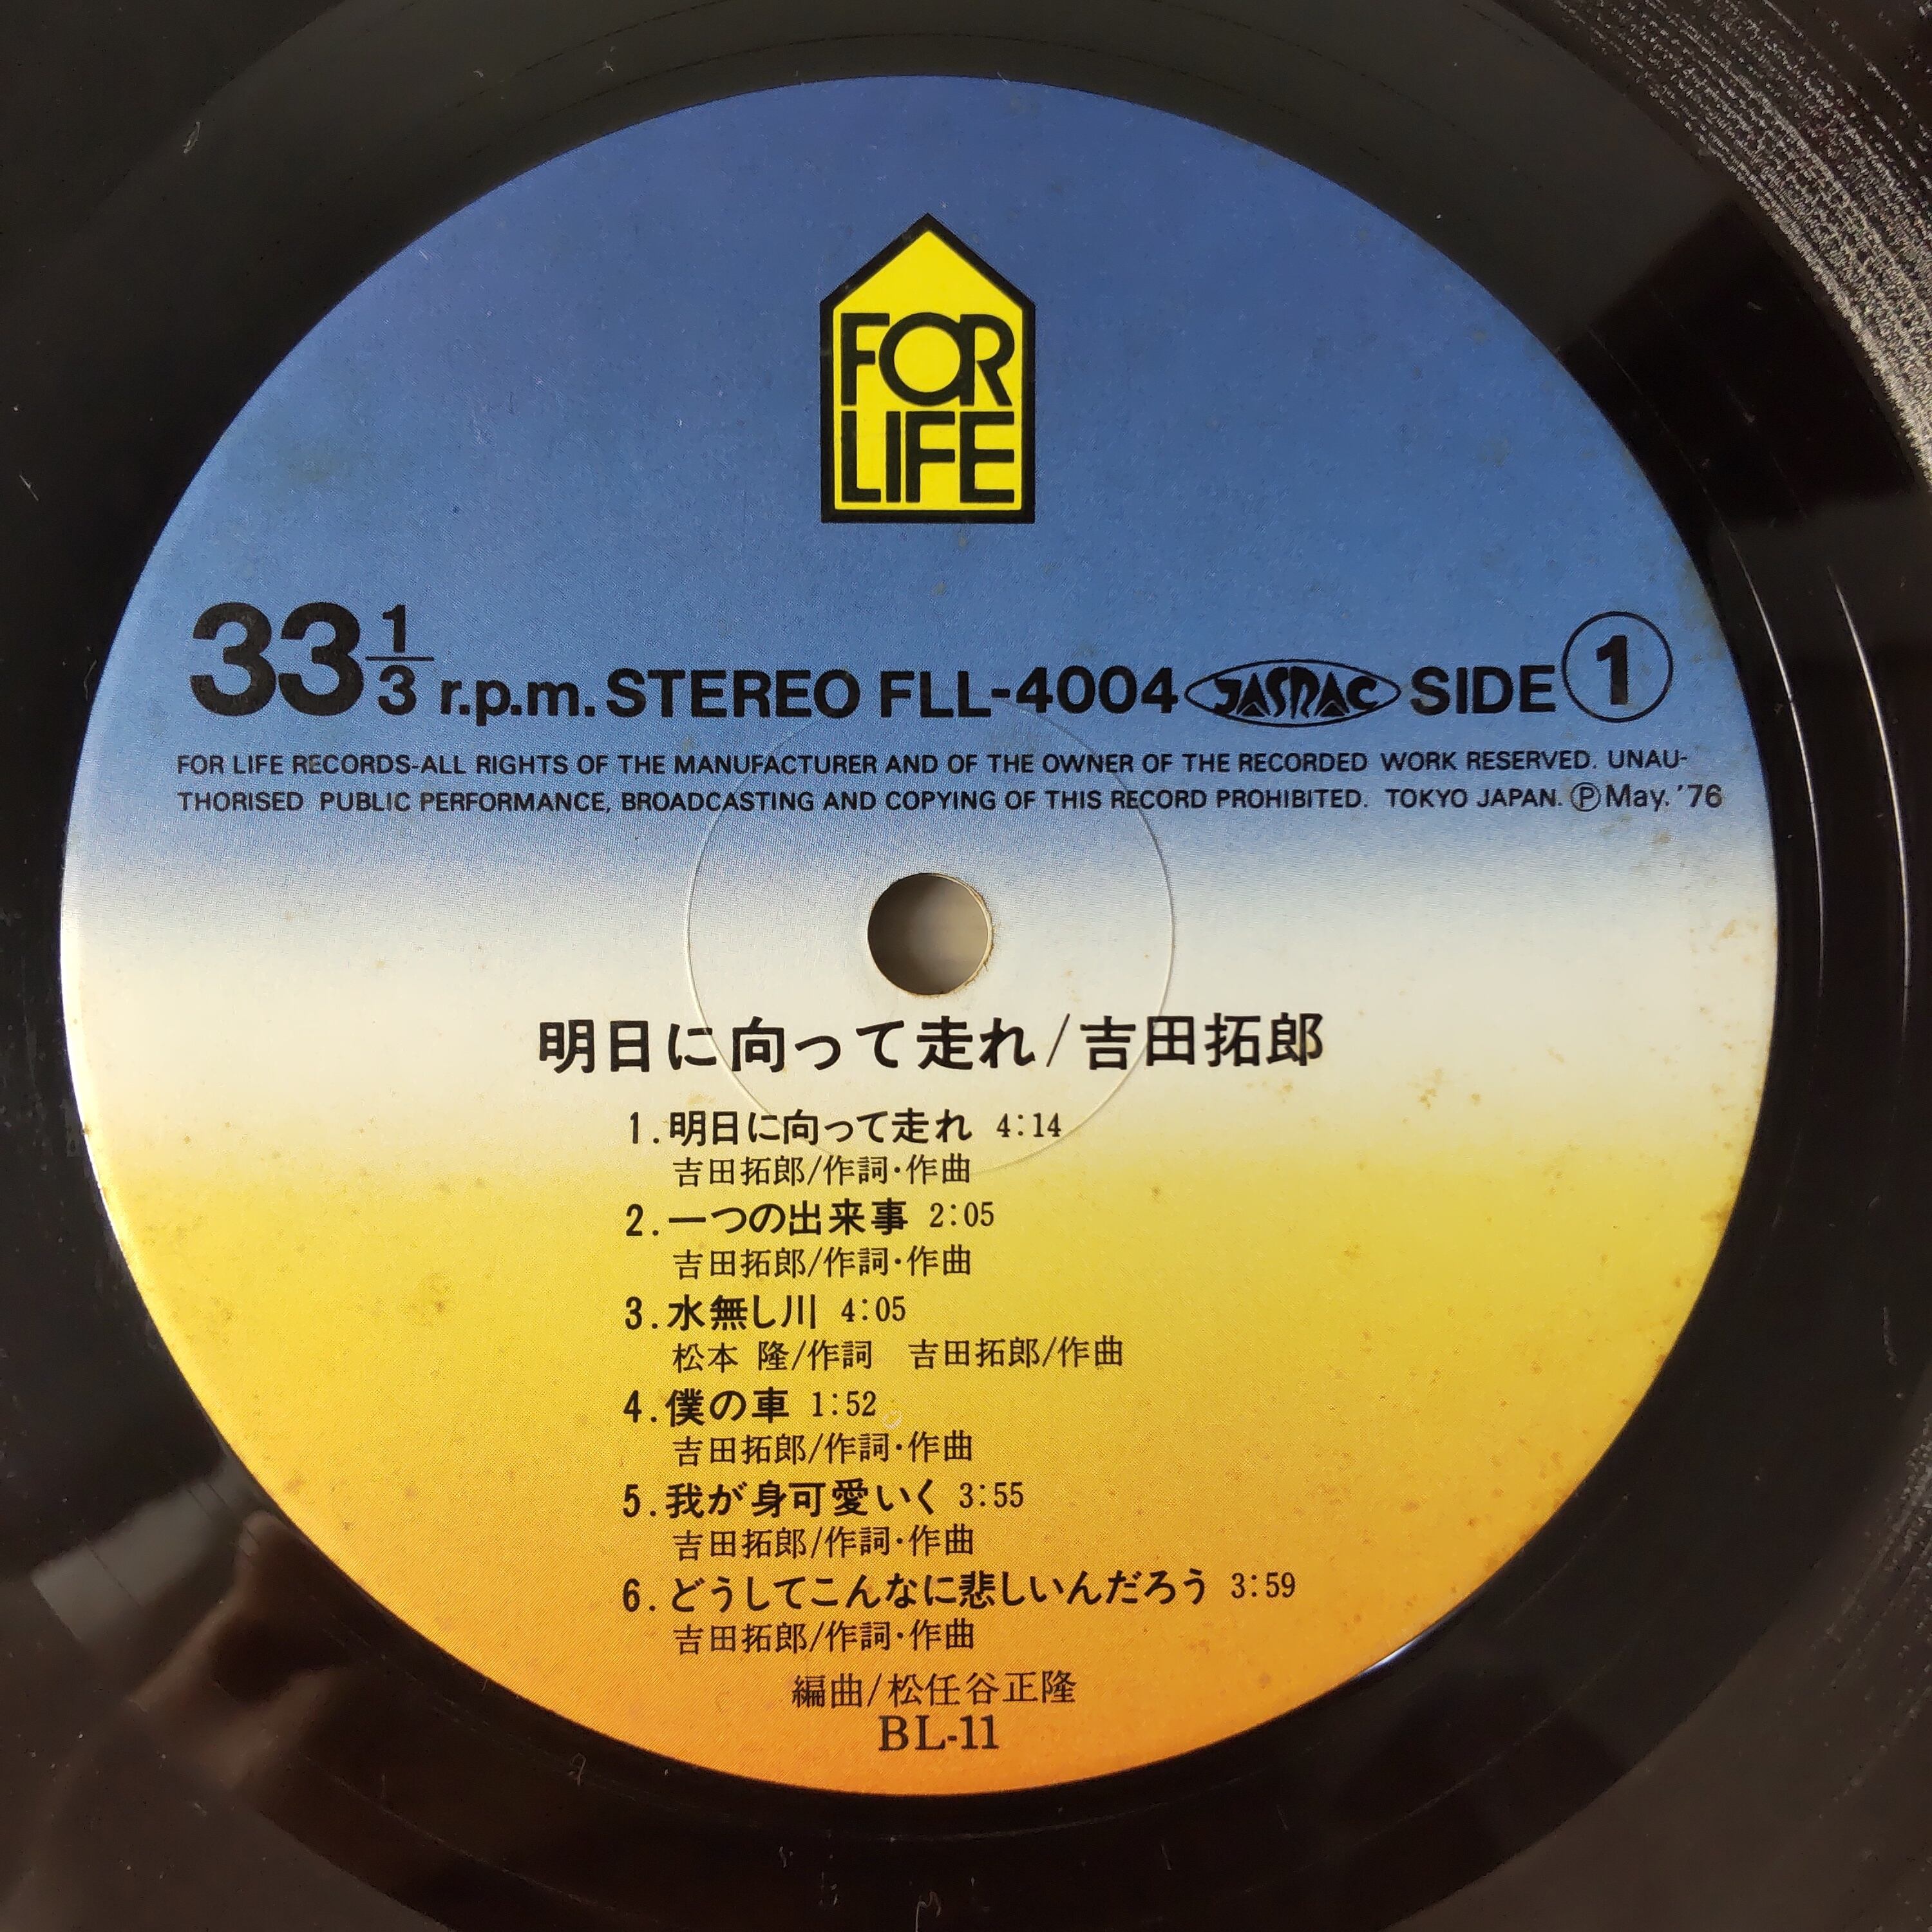 FOR
LIFE
33 1/3 r.p.m. STEREO FLL-4004 JASRAC SIDE 1
FOR LIFE RECORDS-ALL RIGHTS OF THE MANUFACTURER AND OF THE OWNER OF THE RECORDED WORK RESERVED. UNAU-
THORISED PUBLIC PERFORMANCE, BROADCASTING AND COPYING OF THIS RECORD PROHIBITED. TOKYO JAPAN. ℗May. '76
明日に向って走れ/吉田拓郎
1.明日に向って走れ 4:14
吉田拓郎/作詞・作曲
2.一つの出来事 2:05
吉田拓郎/作詞・作曲
3.水無し川 4:05
松本 隆/作詞 吉田拓郎/作曲
4.僕の車 1:52
吉田拓郎/作詞・作曲
5.我が身可愛いく 3:55
吉田拓郎/作詞・作曲
6.どうしてこんなに悲しいんだろう 3:59
吉田拓郎/作詞・作曲
編曲/松任谷正隆
BL-11